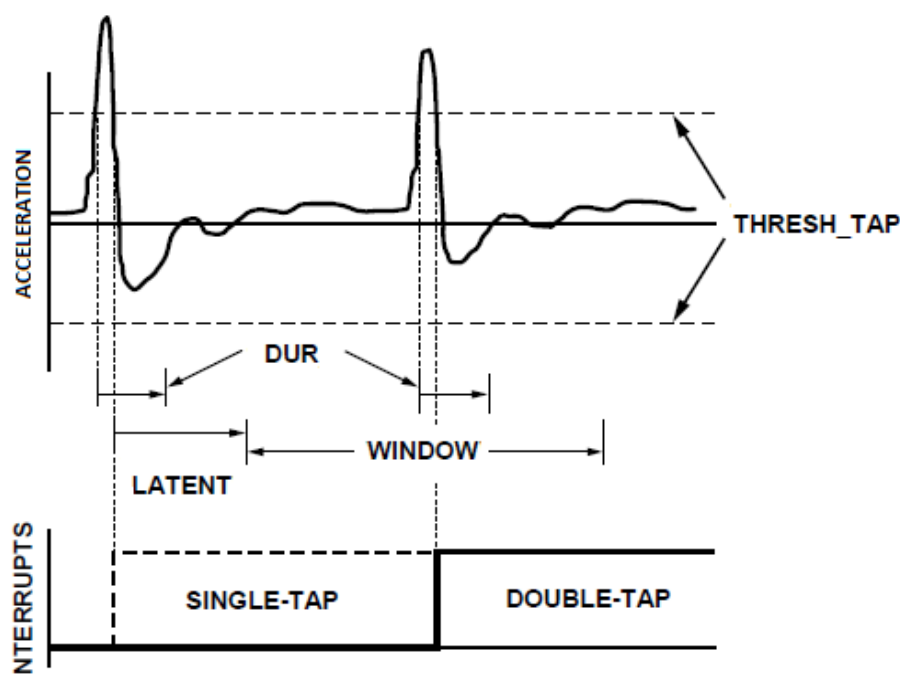 ACCELERATION
THRESH_TAP
DUR
WINDOW
LATENT
NTERRUPTS
SINGLE-TAP
DOUBLE-TAP